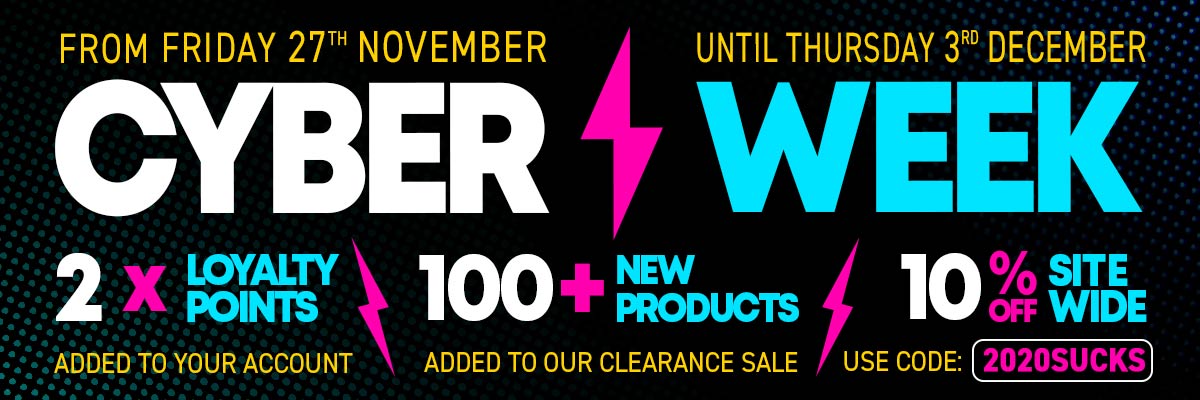 FROM FRIDAY 27TH NOVEMBER
UNTIL THURSDAY 3RD DECEMBER
CYBER WEEK
2 x LOYALTY
POINTS
ADDED TO YOUR ACCOUNT
100+ NEW
PRODUCTS
ADDED TO OUR CLEARANCE SALE
10% OFF SITE
WIDE
USE CODE: 2020SUCKS